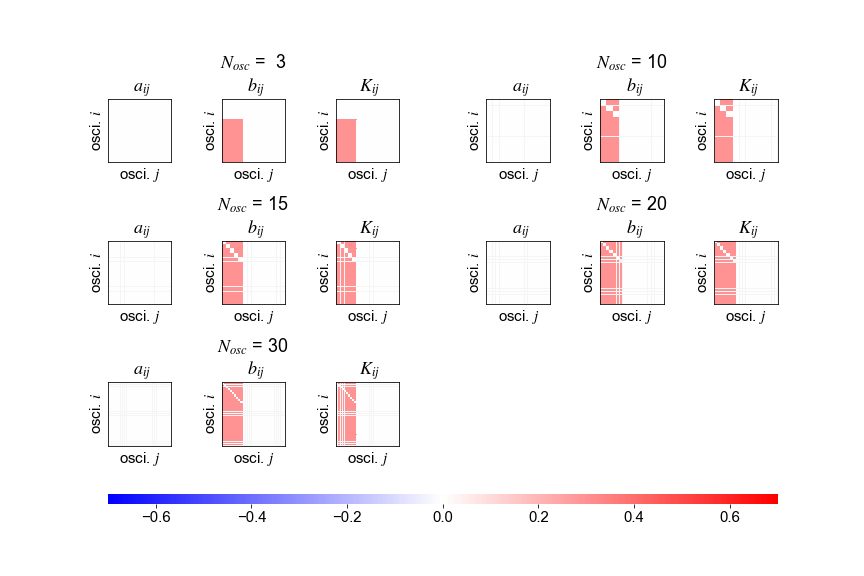 N_osc = 3
N_osc = 10
a_ij b_ij K_ij a_ij b_ij K_ij
osci. i osci. i osci. i osci. i osci. i osci. i
osci. j osci. j osci. j osci. j osci. j osci. j
N_osc = 15
N_osc = 20
a_ij b_ij K_ij a_ij b_ij K_ij
osci. i osci. i osci. i osci. i osci. i osci. i
osci. j osci. j osci. j osci. j osci. j osci. j
N_osc = 30
a_ij b_ij K_ij
osci. i osci. i osci. i
osci. j osci. j osci. j
−0.6 −0.4 −0.2 0.0 0.2 0.4 0.6